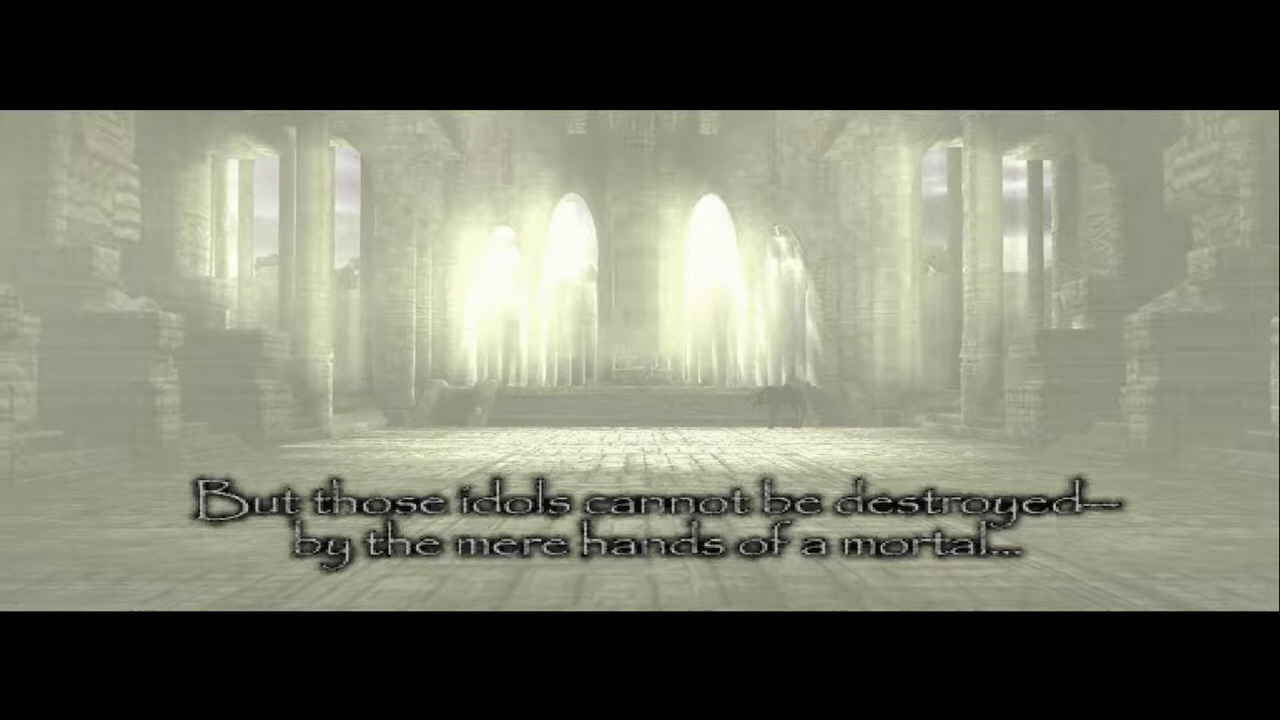 But those idols cannot be destroyed—
by the mere hands of a mortal...